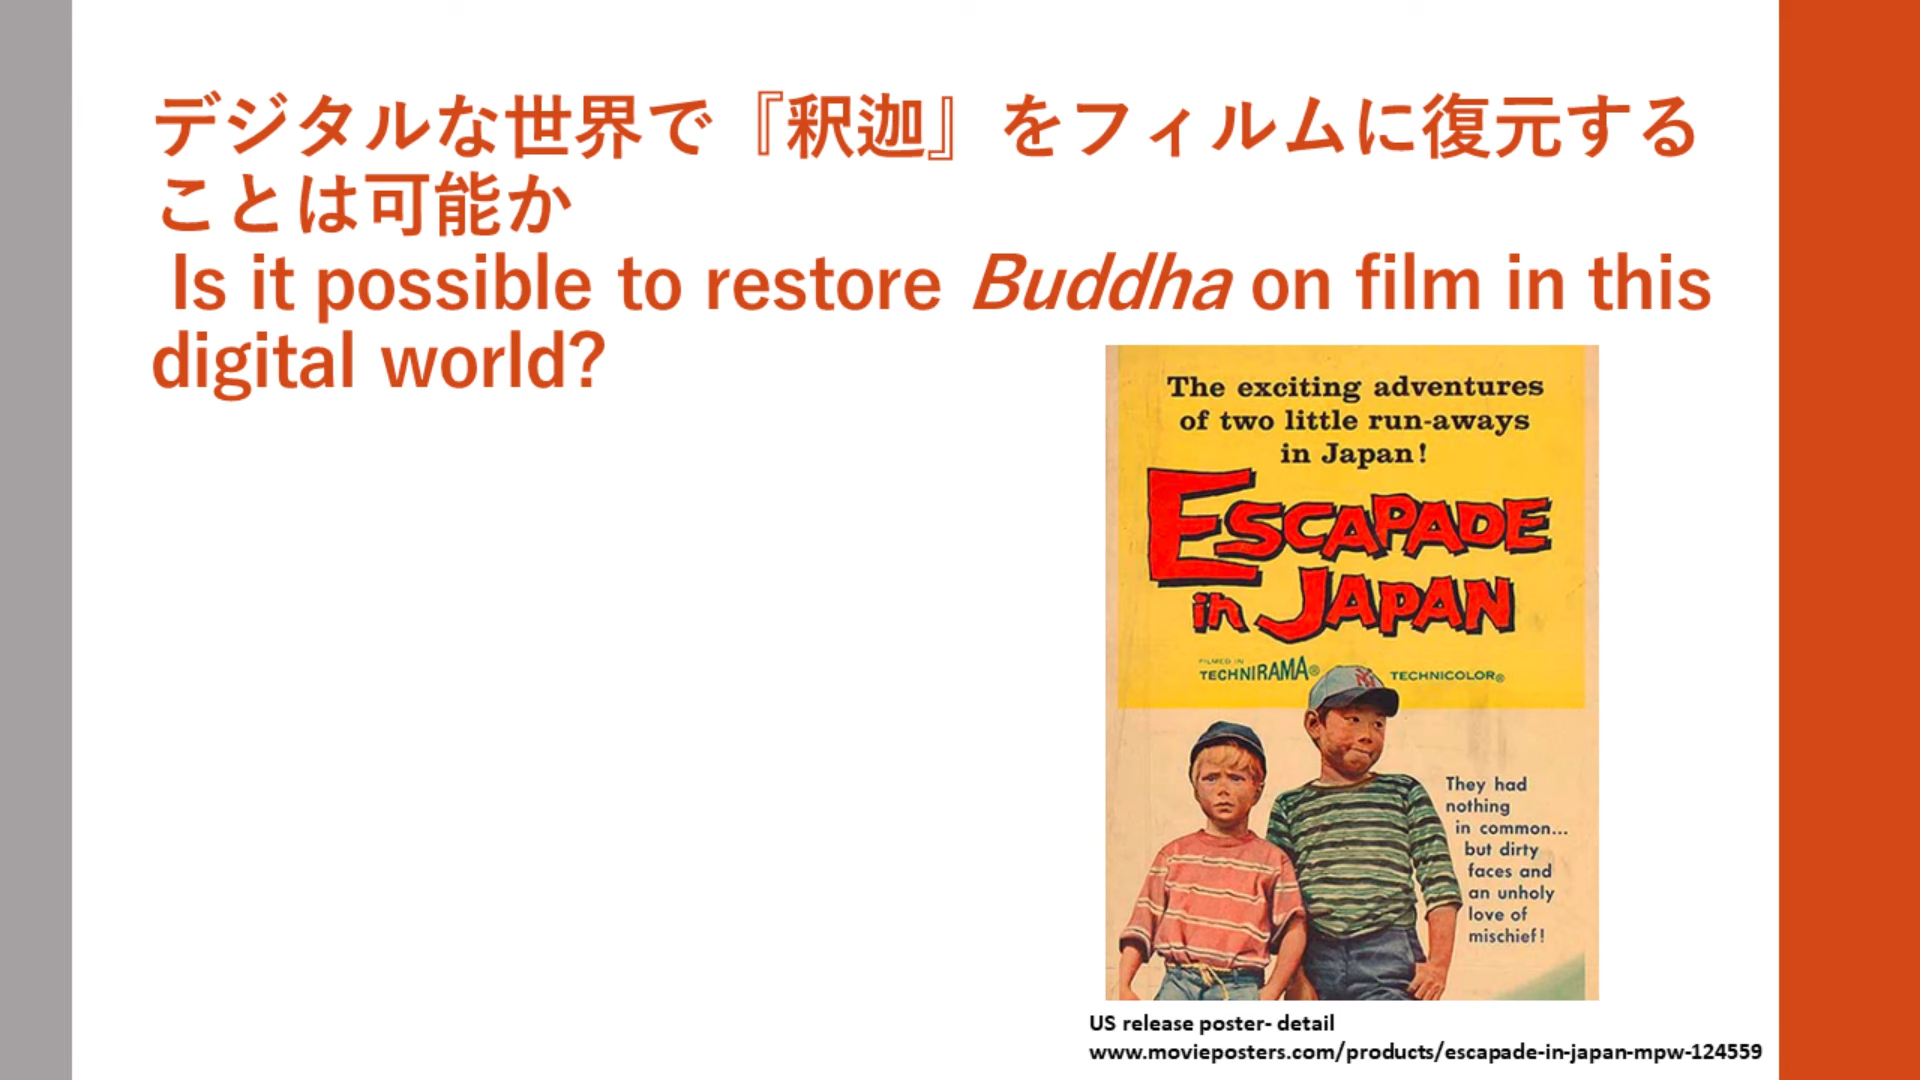 デジタルな世界で『釈迦』をフィルムに復元する
ことは可能か
Is it possible to restore Buddha on film in this
digital world?
The exciting adventures
of two little run-aways
in Japan!
ESCAPADE
in JAPAN
FILMED IN
TECHNIRAMA® TECHNICOLOR®
They had
nothing
in common...
but dirty
faces and
an unholy
love of
mischief!
US release poster- detail
www.movieposters.com/products/escapade-in-japan-mpw-124559